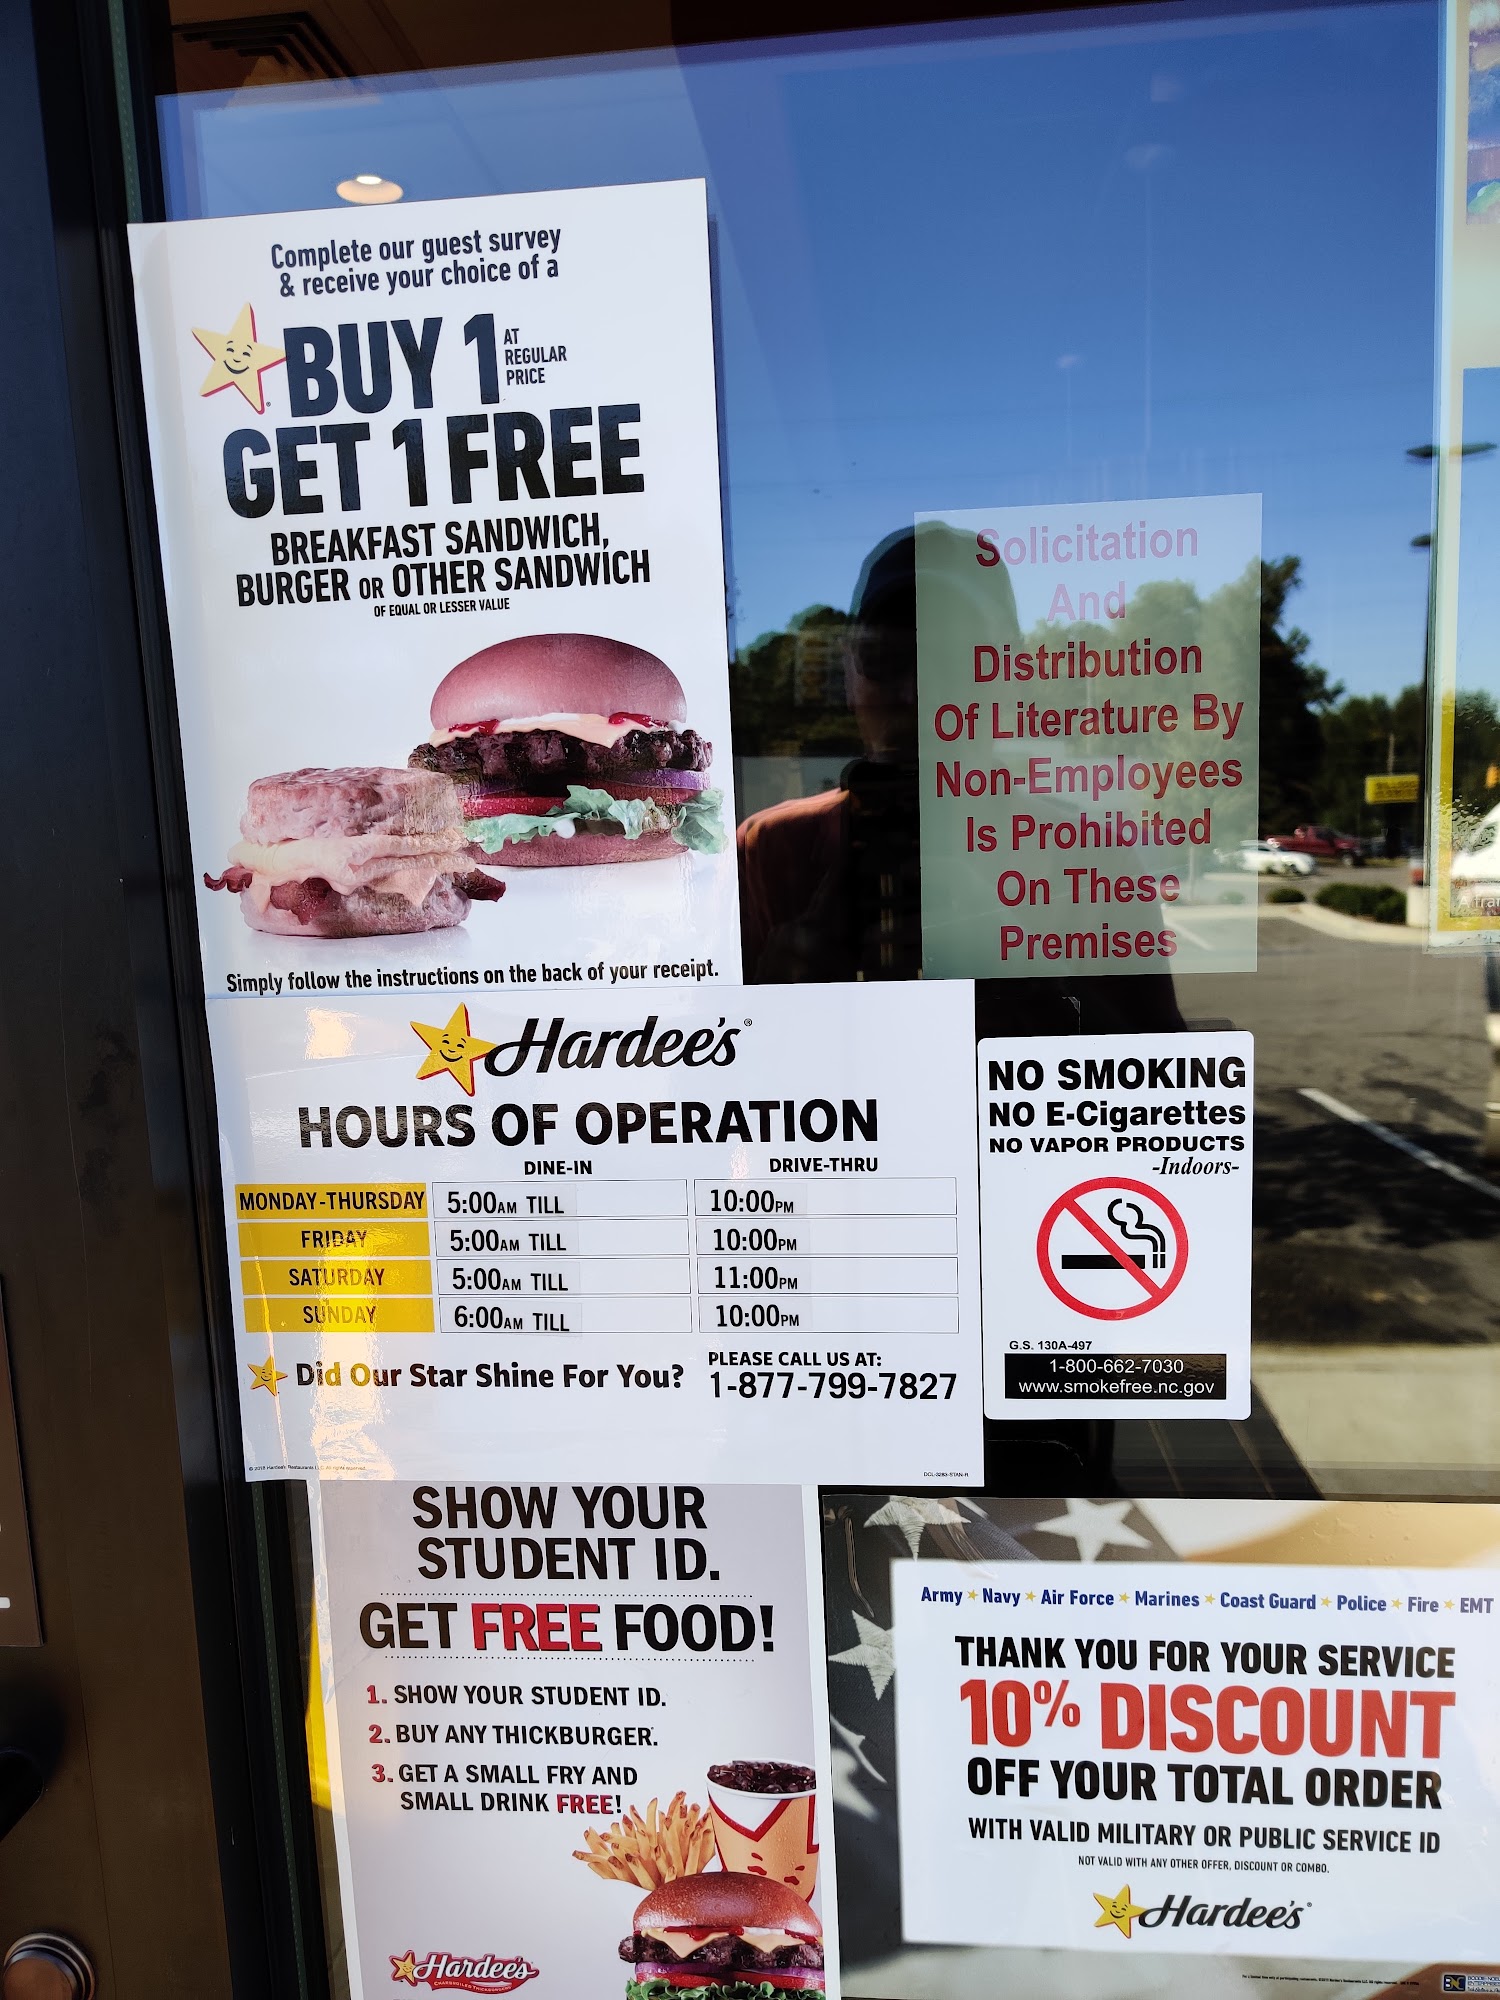 Complete our guest survey
& receive your choice of a
BUY 1 AT REGULAR PRICE
GET 1 FREE
BREAKFAST SANDWICH,
BURGER OR OTHER SANDWICH
OF EQUAL OR LESSER VALUE
Simply follow the instructions on the back of your receipt.
Solicitation
And
Distribution
Of Literature By
Non-Employees
Is Prohibited
On These
Premises
Hardee's®
HOURS OF OPERATION
DINE-IN DRIVE-THRU
MONDAY-THURSDAY 5:00AM TILL 10:00PM
FRIDAY 5:00AM TILL 10:00PM
SATURDAY 5:00AM TILL 11:00PM
SUNDAY 6:00AM TILL 10:00PM
Did Our Star Shine For You? PLEASE CALL US AT:
1-877-799-7827
NO SMOKING
NO E-Cigarettes
NO VAPOR PRODUCTS
-Indoors-
G.S. 130A-497
1-800-662-7030
www.smokefree.nc.gov
SHOW YOUR
STUDENT ID.
GET FREE FOOD!
1. SHOW YOUR STUDENT ID.
2. BUY ANY THICKBURGER.
3. GET A SMALL FRY AND
SMALL DRINK FREE!
Hardee's
CHARBROILED THICKBURGERS
Army ★ Navy ★ Air Force ★ Marines ★ Coast Guard ★ Police ★ Fire ★ EMT
THANK YOU FOR YOUR SERVICE
10% DISCOUNT
OFF YOUR TOTAL ORDER
WITH VALID MILITARY OR PUBLIC SERVICE ID
NOT VALID WITH ANY OTHER OFFER, DISCOUNT OR COMBO.
Hardee's®